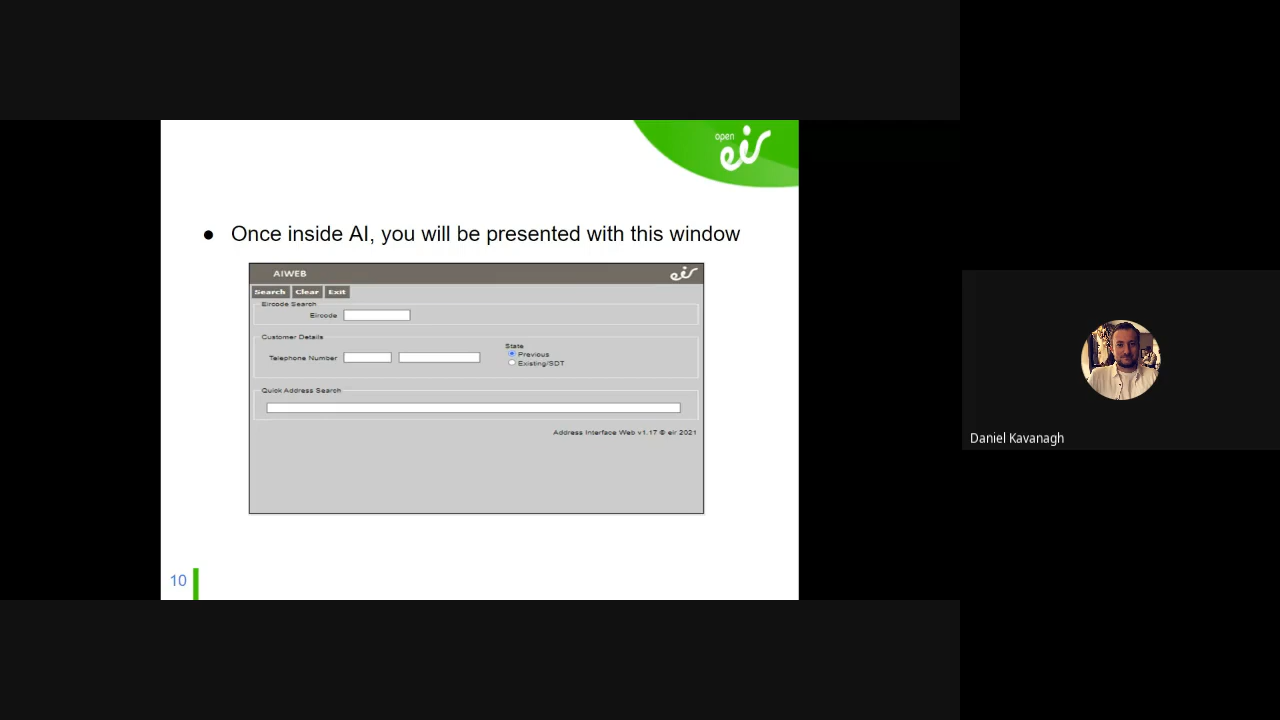 open
eir
● Once inside AI, you will be presented with this window
AIWEB
eir
Search Clear Exit
Eircode Search
Eircode
Customer Details
State
Previous
Telephone Number
Existing/SDT
Quick Address Search
Address Interface Web v1.17 © eir 2021
10
Daniel Kavanagh